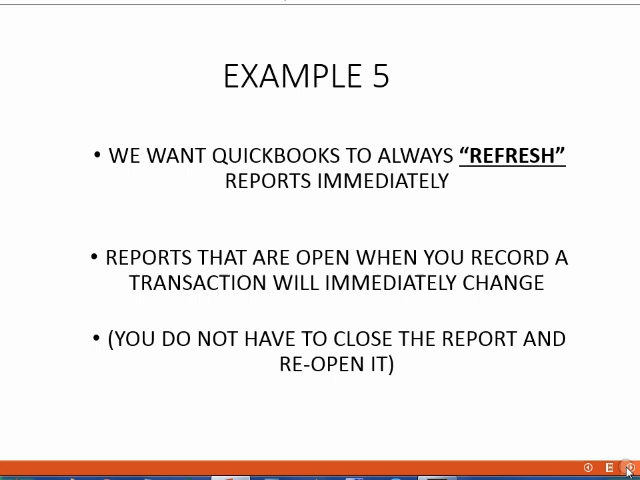 EXAMPLE 5
• WE WANT QUICKBOOKS TO ALWAYS “REFRESH”
REPORTS IMMEDIATELY
• REPORTS THAT ARE OPEN WHEN YOU RECORD A
TRANSACTION WILL IMMEDIATELY CHANGE
• (YOU DO NOT HAVE TO CLOSE THE REPORT AND
RE-OPEN IT)